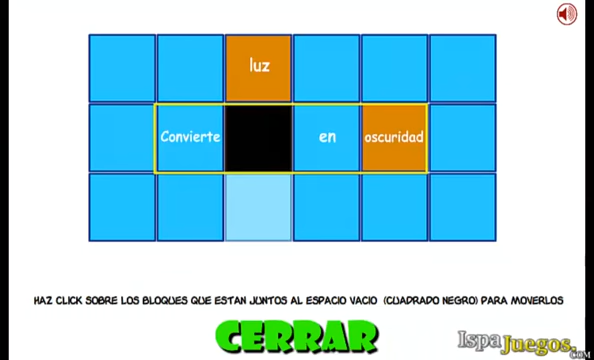 luz
Convierte en oscuridad
HAZ CLICK SOBRE LOS BLOQUES QUE ESTAN JUNTOS AL ESPACIO VACIO (CUADRADO NEGRO) PARA MOVERLOS
CERRAR
IspaJuegos.COM